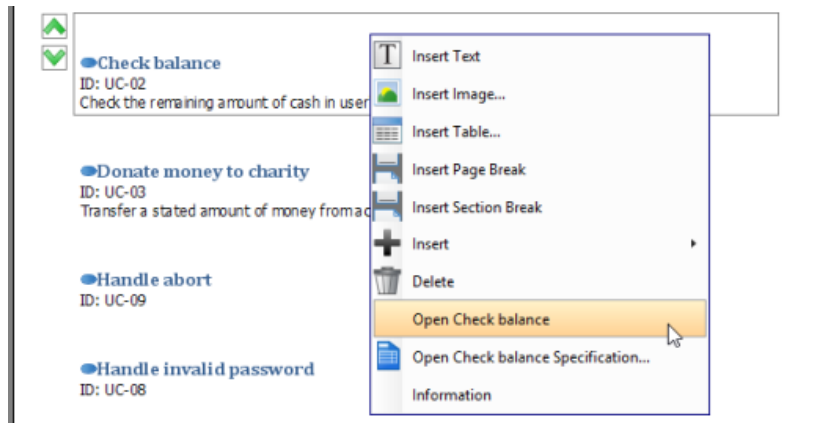 Check balance
ID: UC-02
Check the remaining amount of cash in user
Donate money to charity
ID: UC-03
Transfer a stated amount of money from a
Handle abort
ID: UC-09
Handle invalid password
ID: UC-08
T Insert Text
Insert Image...
Insert Table...
Insert Page Break
Insert Section Break
Insert
Delete
Open Check balance
Open Check balance Specification...
Information